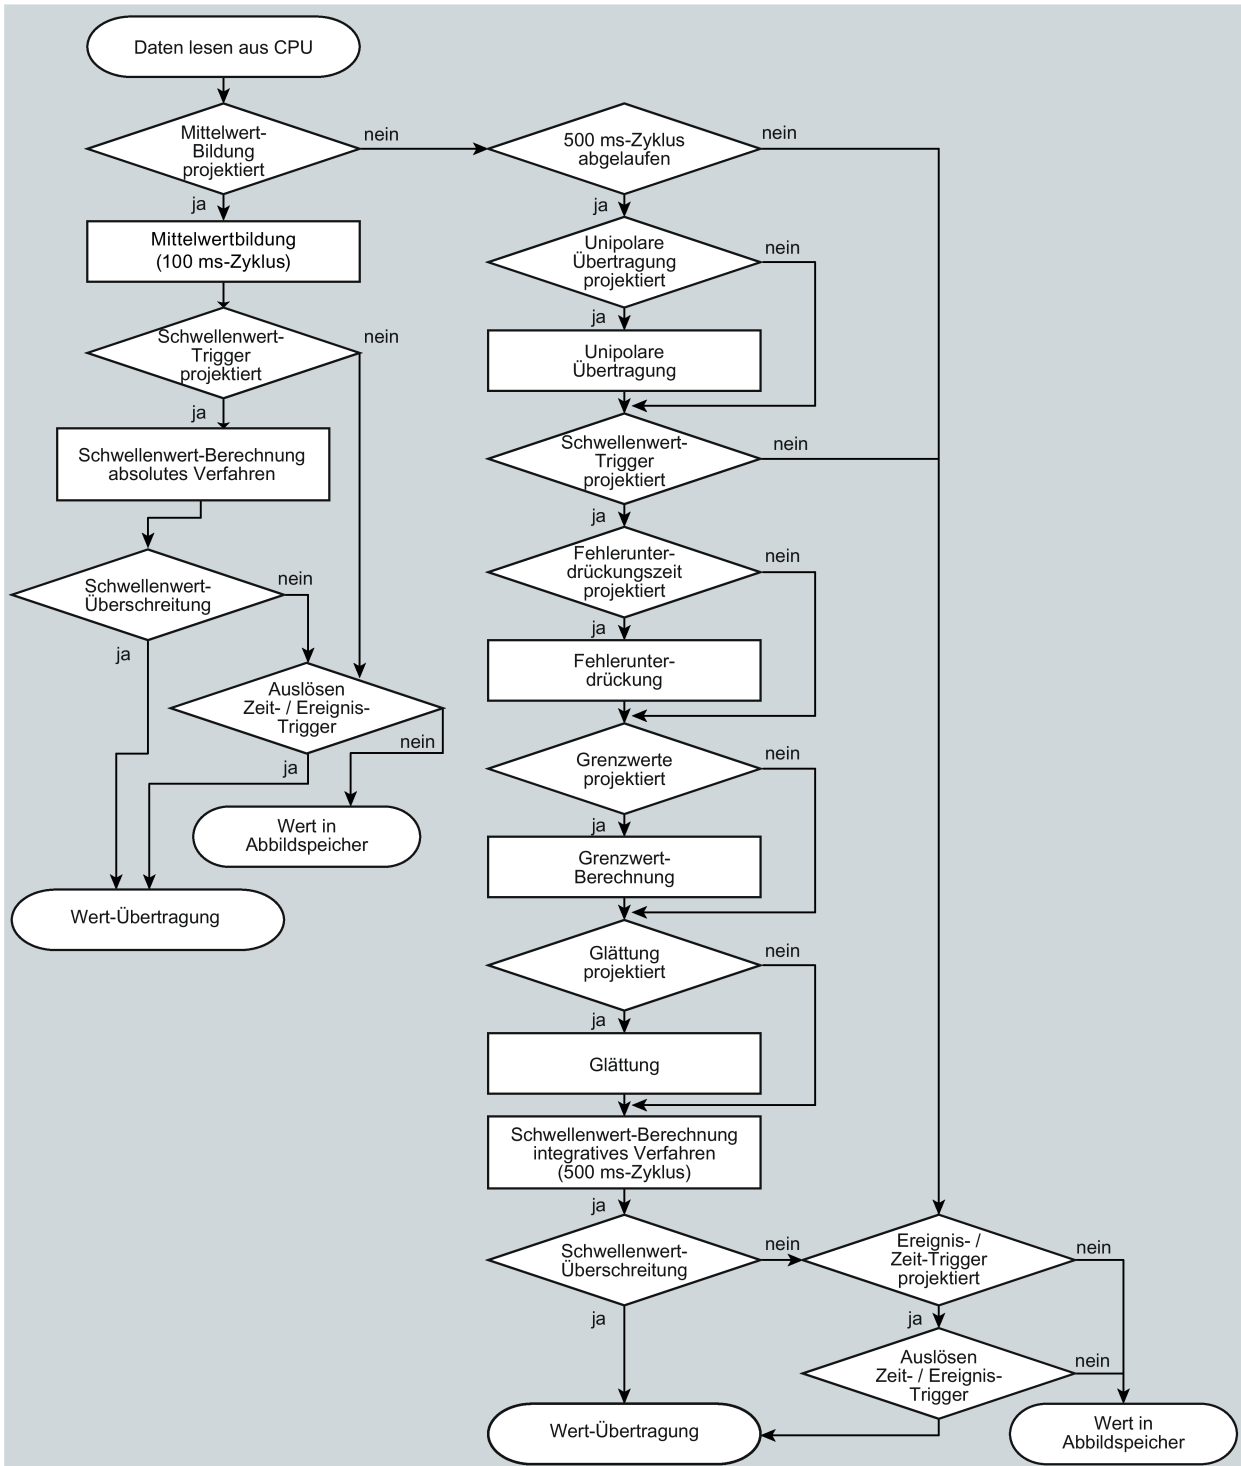 Daten lesen aus CPU
Mittelwert-
Bildung
projektiert
nein
ja
Mittelwertbildung
(100 ms-Zyklus)
Schwellenwert-
Trigger
projektiert
nein
ja
Schwellenwert-Berechnung
absolutes Verfahren
Schwellenwert-
Überschreitung
nein
ja
Auslösen
Zeit- / Ereignis-
Trigger
nein
ja
Wert in
Abbildspeicher
Wert-Übertragung
500 ms-Zyklus
abgelaufen
nein
ja
Unipolare
Übertragung
projektiert
nein
ja
Unipolare
Übertragung
Schwellenwert-
Trigger
projektiert
nein
ja
Fehlerunter-
drückungszeit
projektiert
nein
ja
Fehlerunter-
drückung
Grenzwerte
projektiert
nein
ja
Grenzwert-
Berechnung
Glättung
projektiert
nein
ja
Glättung
Schwellenwert-Berechnung
integratives Verfahren
(500 ms-Zyklus)
ja
Schwellenwert-
Überschreitung
nein
ja
Ereignis- /
Zeit-Trigger
projektiert
nein
ja
Auslösen
Zeit- / Ereignis-
Trigger
nein
Wert-Übertragung
Wert in
Abbildspeicher